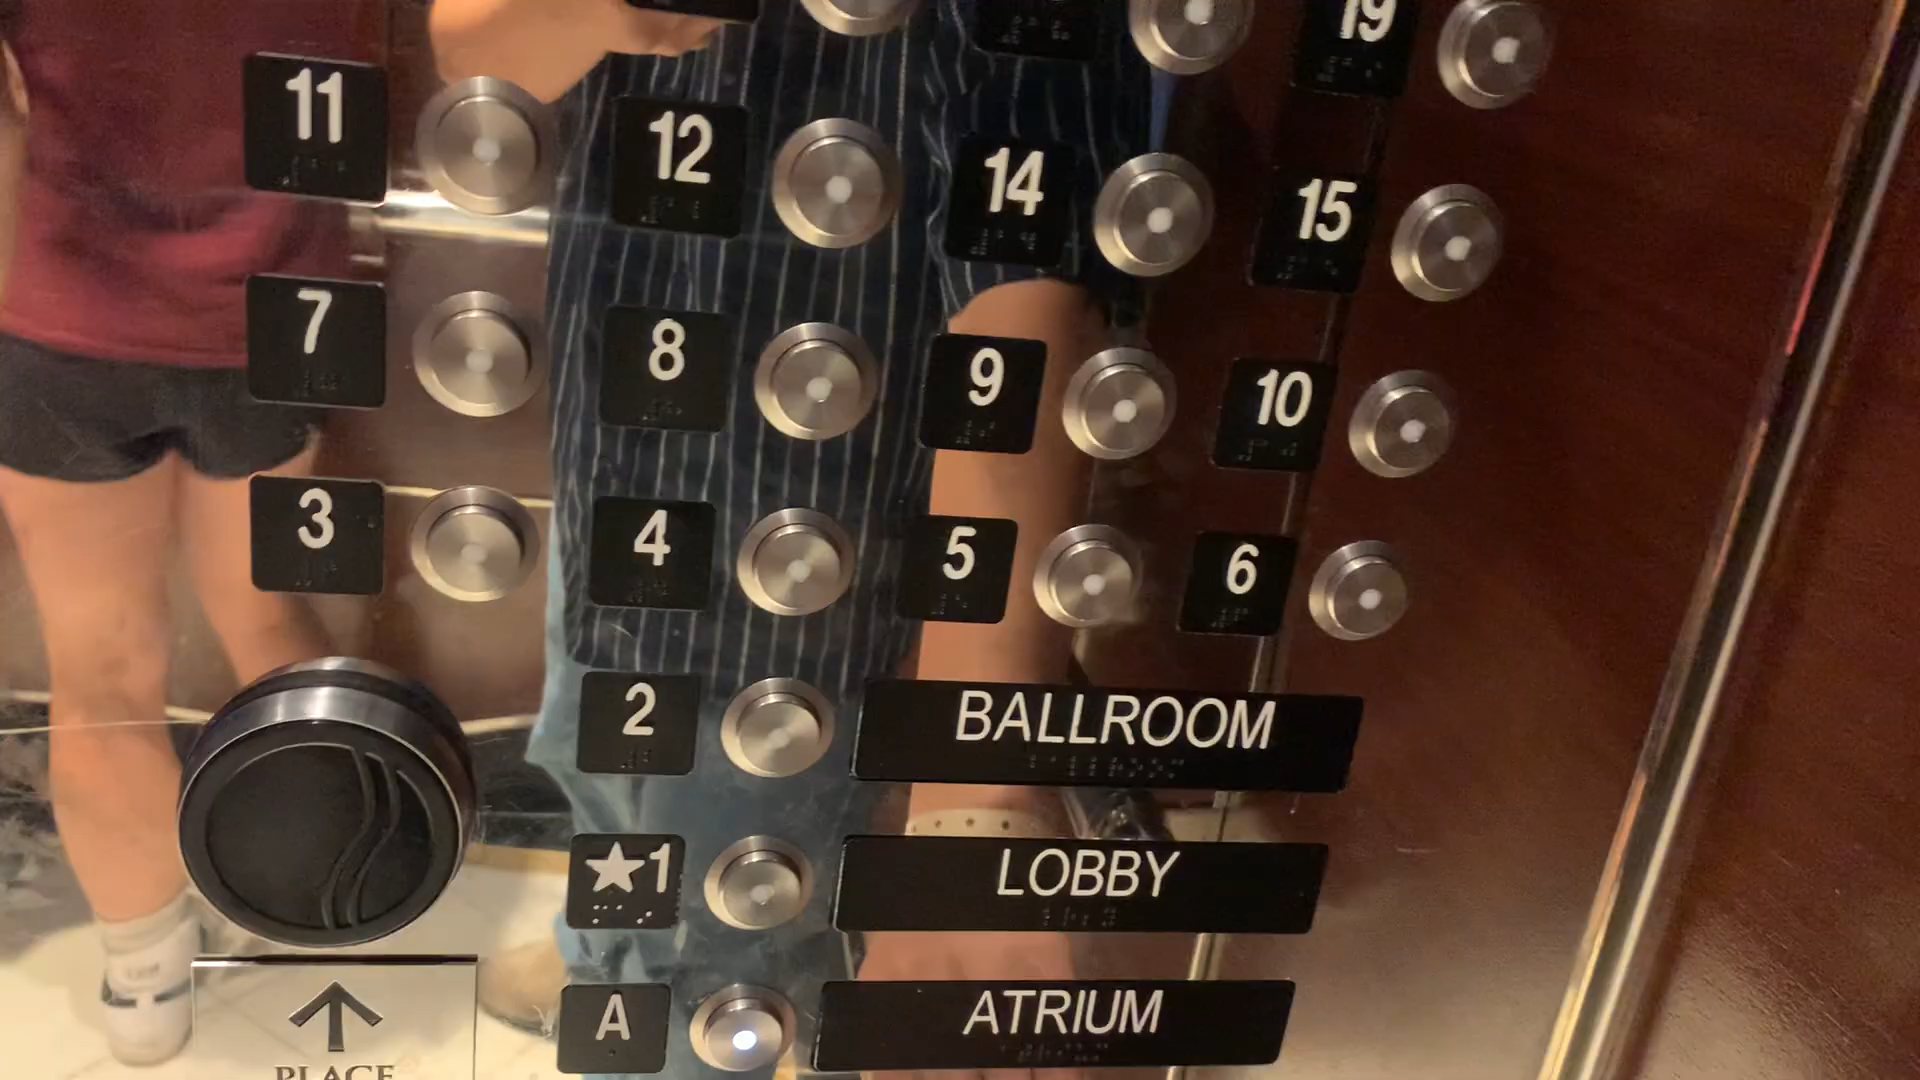 19
11 12 14 15
7 8 9 10
3 4 5 6
2 BALLROOM
★1 LOBBY
A ATRIUM
PLACE